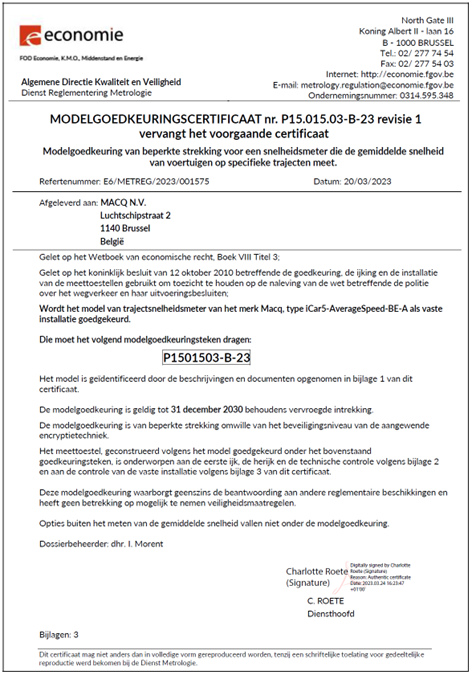 economie
FOD Economie, K.M.O., Middenstand en Energie
North Gate III
Koning Albert II - laan 16
B - 1000 BRUSSEL
Tel.: 02/ 277 74 54
Fax: 02/ 277 54 03
Internet: http://economie.fgov.be
E-mail: metrology.regulation@economie.fgov.be
Ondernemingsnummer: 0314.595.348
Algemene Directie Kwaliteit en Veiligheid
Dienst Reglementering Metrologie
MODELGOEDKEURINGSCERTIFICAAT nr. P15.015.03-B-23 revisie 1
vervangt het voorgaande certificaat
Modelgoedkeuring van beperkte strekking voor een snelheidsmeter die de gemiddelde snelheid
van voertuigen op specifieke trajecten meet.
Refertenummer: E6/METREG/2023/001575
Datum: 20/03/2023
Afgeleverd aan: MACQ N.V.
Luchtschipstraat 2
1140 Brussel
België
Gelet op het Wetboek van economische recht, Boek VIII Titel 3;
Gelet op het koninklijk besluit van 12 oktober 2010 betreffende de goedkeuring, de ijking en de installatie
van de meettoestellen gebruikt om toezicht te houden op de naleving van de wet betreffende de politie
over het wegverkeer en haar uitvoeringsbesluiten;
Wordt het model van trajectsnelheidsmeter van het merk Macq, type iCar5-AverageSpeed-BE-A als vaste
installatie goedgekeurd.
Die moet het volgend modelgoedkeuringsteken dragen:
P1501503-B-23
Het model is geïdentificeerd door de beschrijvingen en documenten opgenomen in bijlage 1 van dit
certificaat.
De modelgoedkeuring is geldig tot 31 december 2030 behoudens vervroegde intrekking.
De modelgoedkeuring is van beperkte strekking omwille van het beveiligingsniveau van de aangewende
encryptietechniek.
Het meettoestel, geconstrueerd volgens het model goedgekeurd onder het bovenstaand
goedkeuringsteken, is onderworpen aan de eerste ijk, de herijk en de technische controle volgens bijlage 2
en aan de controle van de vaste installatie volgens bijlage 3 van dit certificaat.
Deze modelgoedkeuring waarborgt geenszins de beantwoording aan andere reglementaire beschikkingen en
heeft geen betrekking op mogelijk te nemen veiligheidsmaatregelen.
Opties buiten het meten van de gemiddelde snelheid vallen niet onder de modelgoedkeuring.
Dossierbeheerder: dhr. I. Morent
Charlotte Roete
(Signature)
Digitally signed by Charlotte
Roete (Signature)
Reason: Authentic certificate
Date: 2023.03.24 16:23:47
+01'00'
C. ROETE
Diensthoofd
Bijlagen: 3
Dit certificaat mag niet anders dan in volledige vorm gereproduceerd worden, tenzij een schriftelijke toelating voor gedeeltelijke
reproductie werd bekomen bij de Dienst Metrologie.